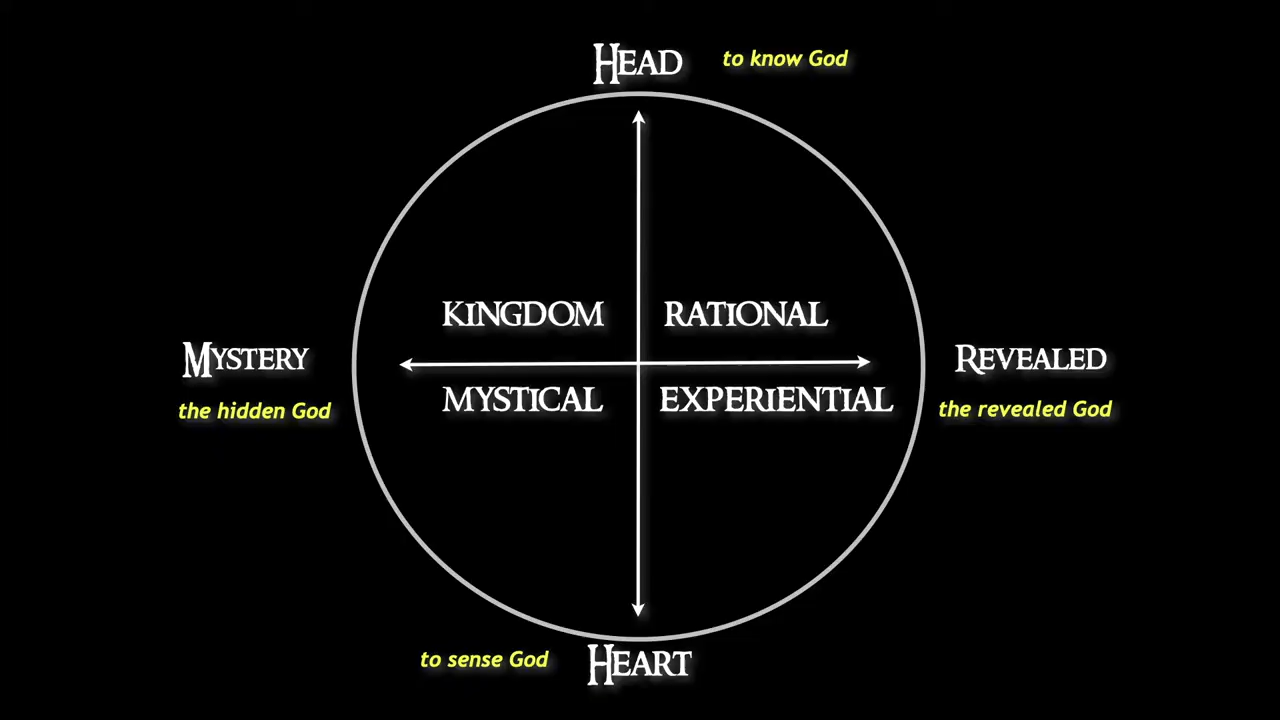 HEAD
to know God
KINGDOM
RATIONAL
MYSTERY
REVEALED
the hidden God
the revealed God
MYSTICAL
EXPERIENTIAL
to sense God
HEART